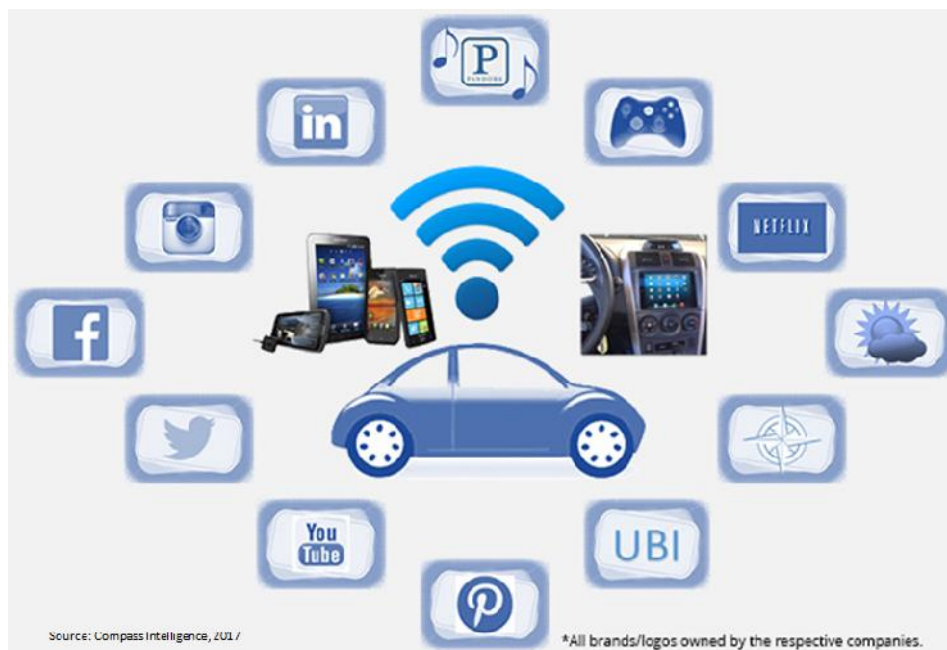 P
PANDORA
in
NETFLIX
f
You
Tube
UBI
Source: Compass Intelligence, 2017
*All brands/logos owned by the respective companies.